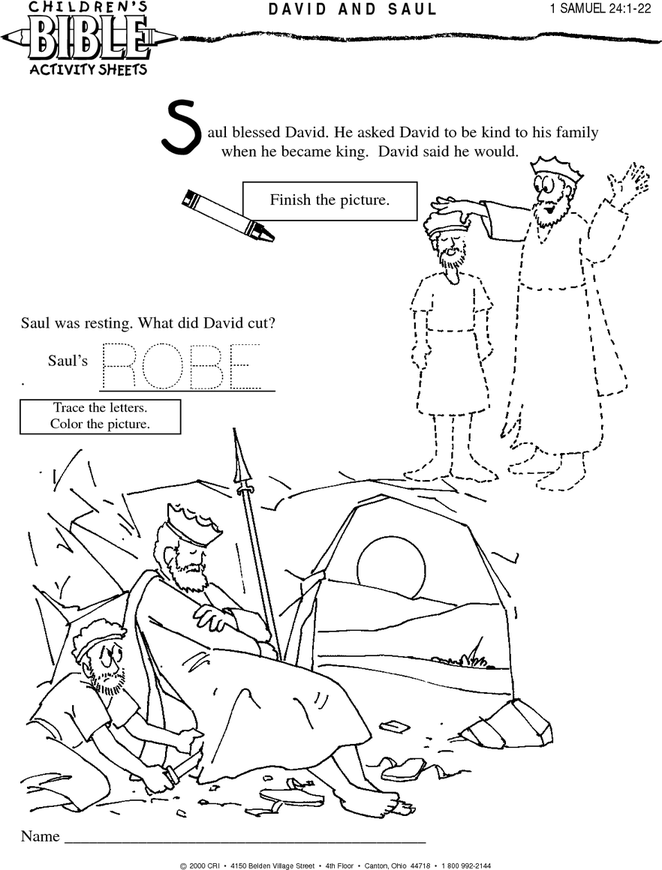 CHILDREN'S
BIBLE
ACTIVITY SHEETS
DAVID AND SAUL
1 SAMUEL 24:1-22
Saul blessed David. He asked David to be kind to his family
when he became king. David said he would.
Finish the picture.
Saul was resting. What did David cut?
Saul's ROBE
.
Trace the letters.
Color the picture.
Name
© 2000 CRI • 4150 Belden Village Street • 4th Floor • Canton, Ohio 44718 • 1 800 992-2144